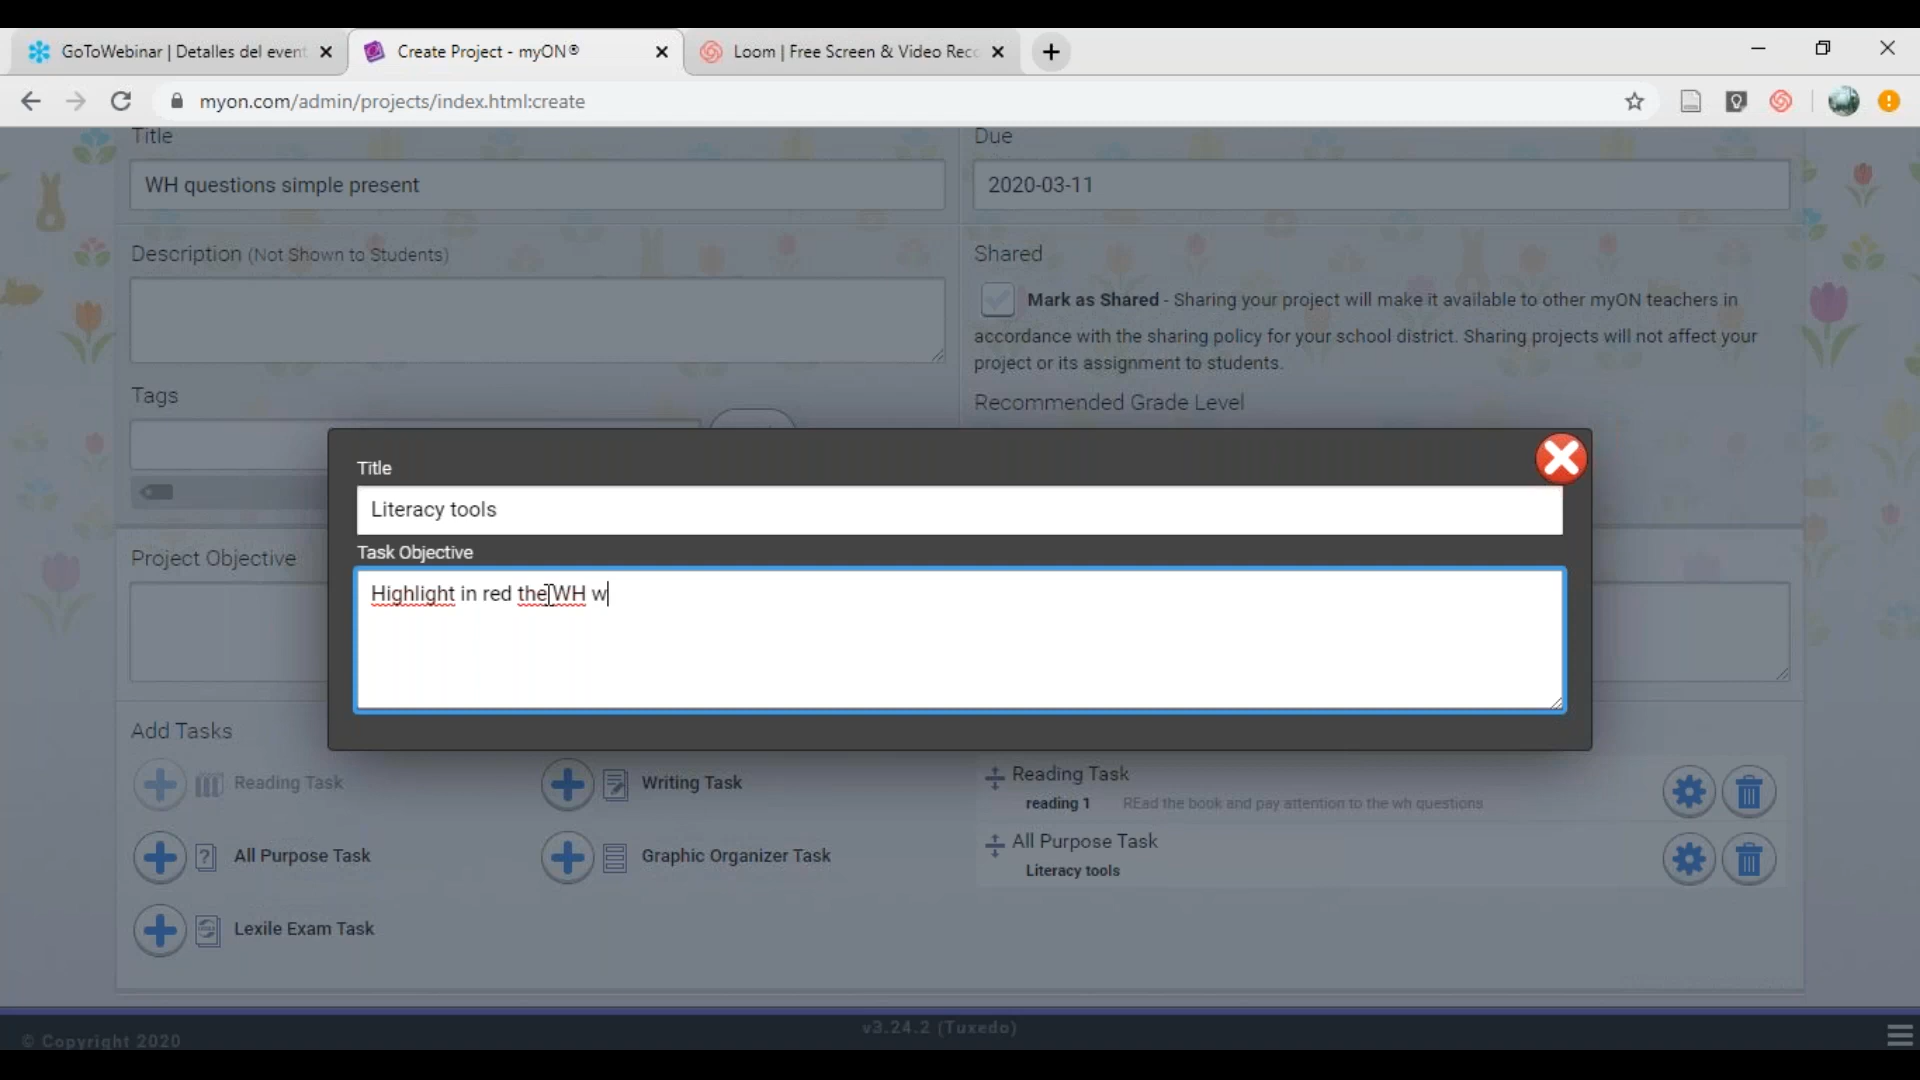 GoToWebinar | Detalles del event
Create Project - myON®
Loom | Free Screen & Video Rec
myon.com/admin/projects/index.html:create
Title
Due
WH questions simple present
2020-03-11
Description (Not Shown to Students)
Shared
Mark as Shared - Sharing your project will make it available to other myON teachers in
accordance with the sharing policy for your school district. Sharing projects will not affect your
project or its assignment to students.
Tags
Recommended Grade Level
Title
Literacy tools
Task Objective
Highlight in red the WH w
Project Objective
Add Tasks
Reading Task
Writing Task
All Purpose Task
Graphic Organizer Task
Lexile Exam Task
Reading Task
reading 1 REad the book and pay attention to the wh questions
All Purpose Task
Literacy tools
v3.24.2 (Tuxedo)
© Copyright 2020